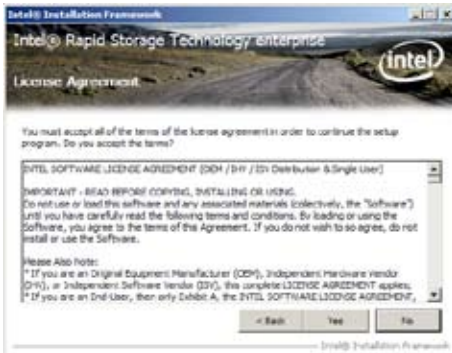 Intel® Installation Framework
Intel® Rapid Storage Technology enterprise
License Agreement
intel
You must accept all of the terms of the license agreement in order to continue the setup
program. Do you accept the terms?
INTEL SOFTWARE LICENSE AGREEMENT (OEM / IHV / ISV Distribution & Single User)
IMPORTANT - READ BEFORE COPYING, INSTALLING OR USING.
Do not use or load this software and any associated materials (collectively, the "Software")
until you have carefully read the following terms and conditions. By loading or using the
Software, you agree to the terms of this Agreement. If you do not wish to so agree, do not
install or use the Software.
Please Also Note:
* If you are an Original Equipment Manufacturer (OEM), Independent Hardware Vendor
(IHV), or Independent Software Vendor (ISV), this complete LICENSE AGREEMENT applies;
* If you are an End-User, then only Exhibit A, the INTEL SOFTWARE LICENSE AGREEMENT,
< Back Yes No
Intel® Installation Framework